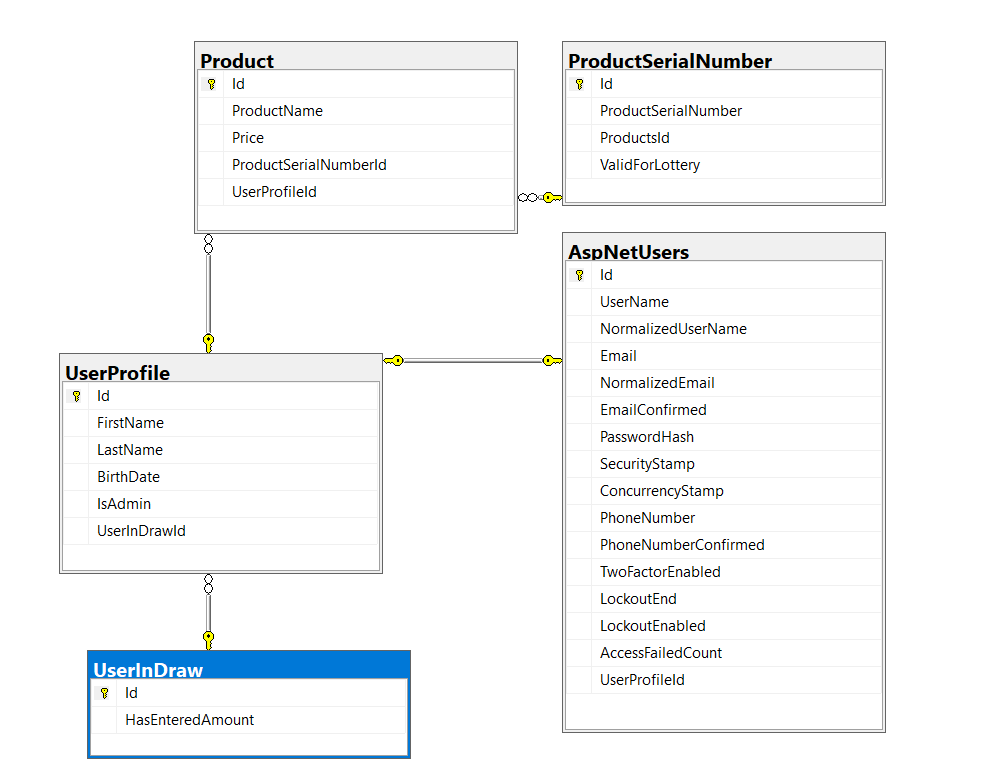 Product
Id
ProductName
Price
ProductSerialNumberId
UserProfileId
ProductSerialNumber
Id
ProductSerialNumber
ProductsId
ValidForLottery
AspNetUsers
Id
UserName
NormalizedUserName
Email
NormalizedEmail
EmailConfirmed
PasswordHash
SecurityStamp
ConcurrencyStamp
PhoneNumber
PhoneNumberConfirmed
TwoFactorEnabled
LockoutEnd
LockoutEnabled
AccessFailedCount
UserProfileId
UserProfile
Id
FirstName
LastName
BirthDate
IsAdmin
UserInDrawId
UserInDraw
Id
HasEnteredAmount